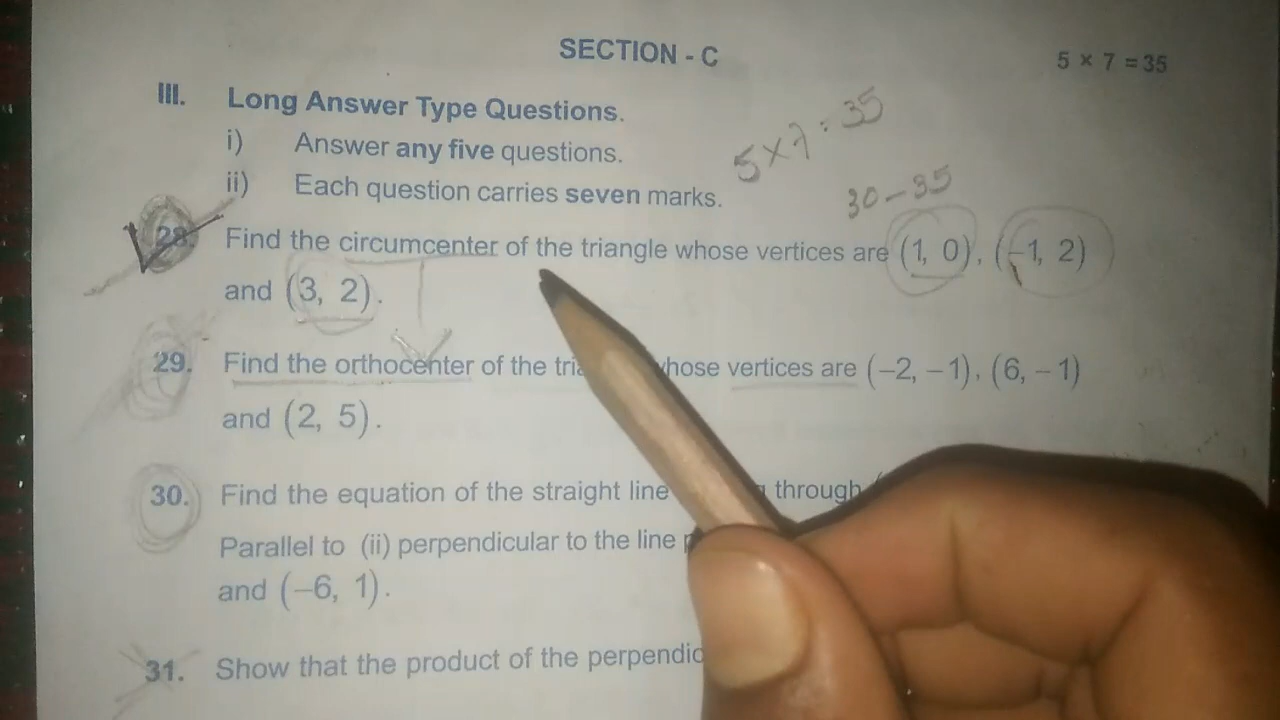 SECTION - C
5 × 7 = 35
III. Long Answer Type Questions.
i) Answer any five questions.
5 × 7 = 35
ii) Each question carries seven marks.
30 - 35
28. Find the circumcenter of the triangle whose vertices are (1, 0), (-1, 2)
and (3, 2).
29. Find the orthocenter of the whose vertices are (-2, -1), (6, -1)
and (2, 5).
30. Find the equation of the straight line through
Parallel to (ii) perpendicular to the line
and (-6, 1).
31. Show that the product of the